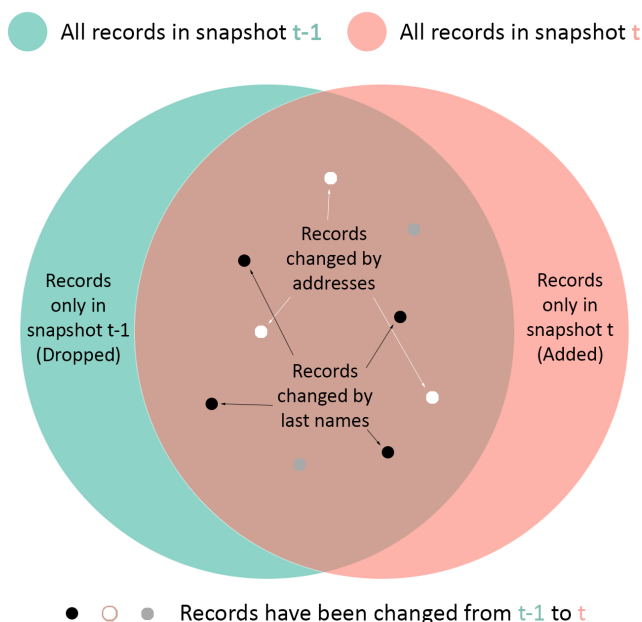 All records in snapshot t-1
All records in snapshot t
Records
changed by
addresses
Records
only in
snapshot t-1
(Dropped)
Records
only in
snapshot t
(Added)
Records
changed by
last names
Records have been changed from t-1 to t